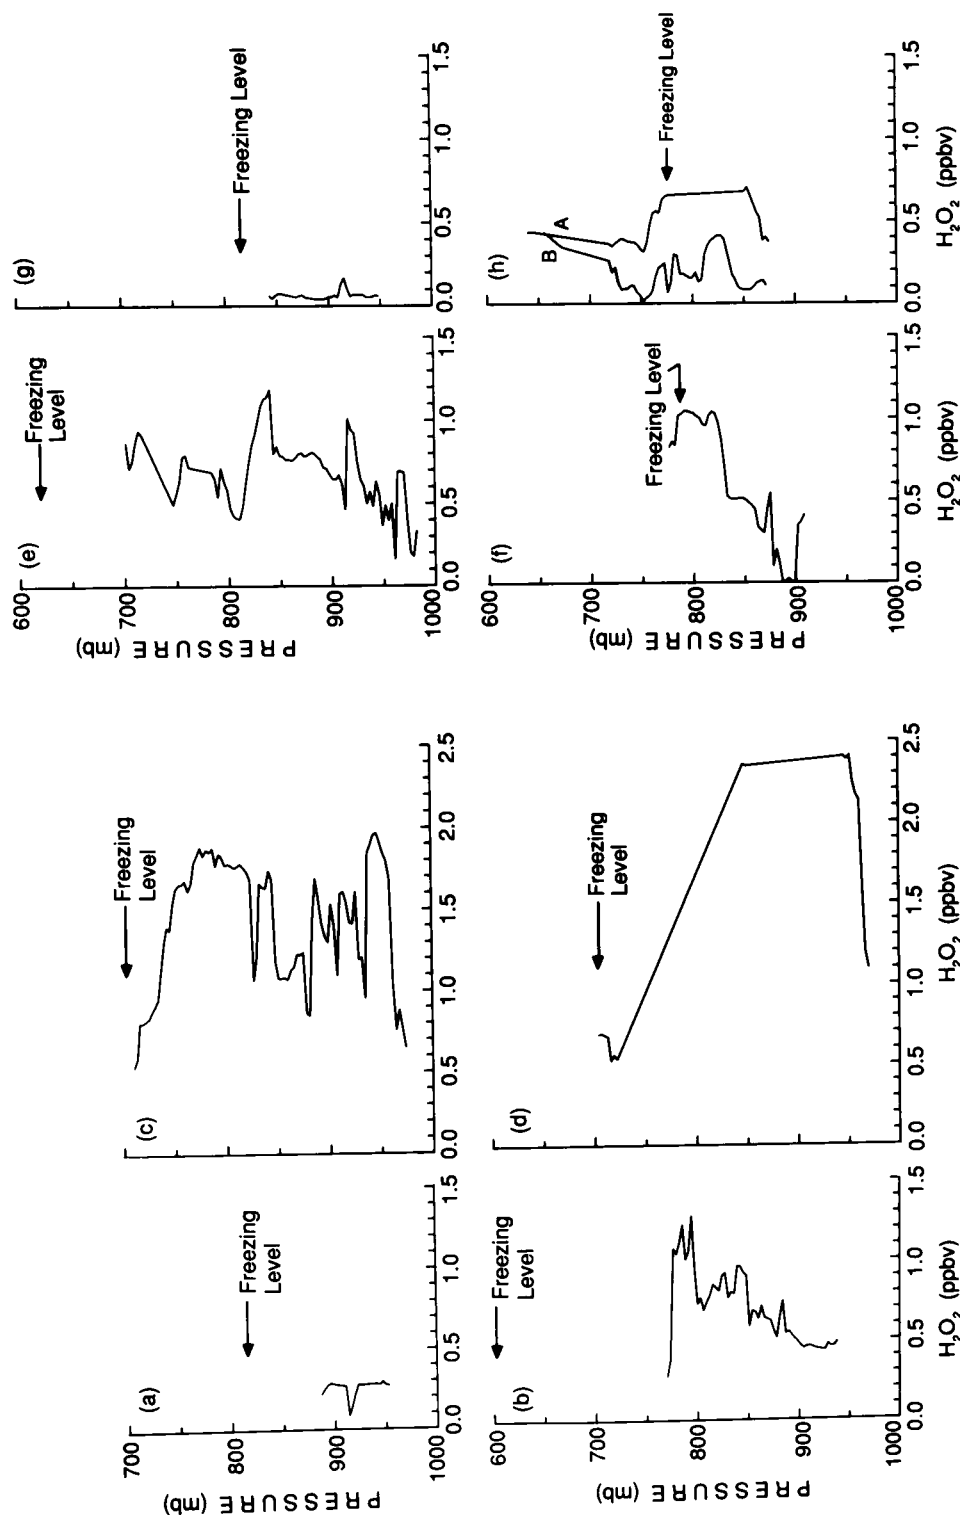 (a)
700
800
900
1000
PRESSURE (mb)
Freezing
Level
0.0 0.5 1.0 1.5
(c)
Freezing
Level
0.0 0.5 1.0 1.5 2.0 2.5
(b)
600
700
800
900
1000
PRESSURE (mb)
Freezing
Level
0.0 0.5 1.0 1.5
H₂O₂ (ppbv)
(d)
Freezing
Level
0.0 0.5 1.0 1.5 2.0 2.5
H₂O₂ (ppbv)
(e)
600
700
800
900
1000
PRESSURE (mb)
Freezing
Level
0.0 0.5 1.0 1.5
(g)
Freezing Level
0.0 0.5 1.0 1.5
(f)
600
700
800
900
1000
PRESSURE (mb)
Freezing Level
0.0 0.5 1.0 1.5
H₂O₂ (ppbv)
(h)
B
A
Freezing Level
0.0 0.5 1.0 1.5
H₂O₂ (ppbv)